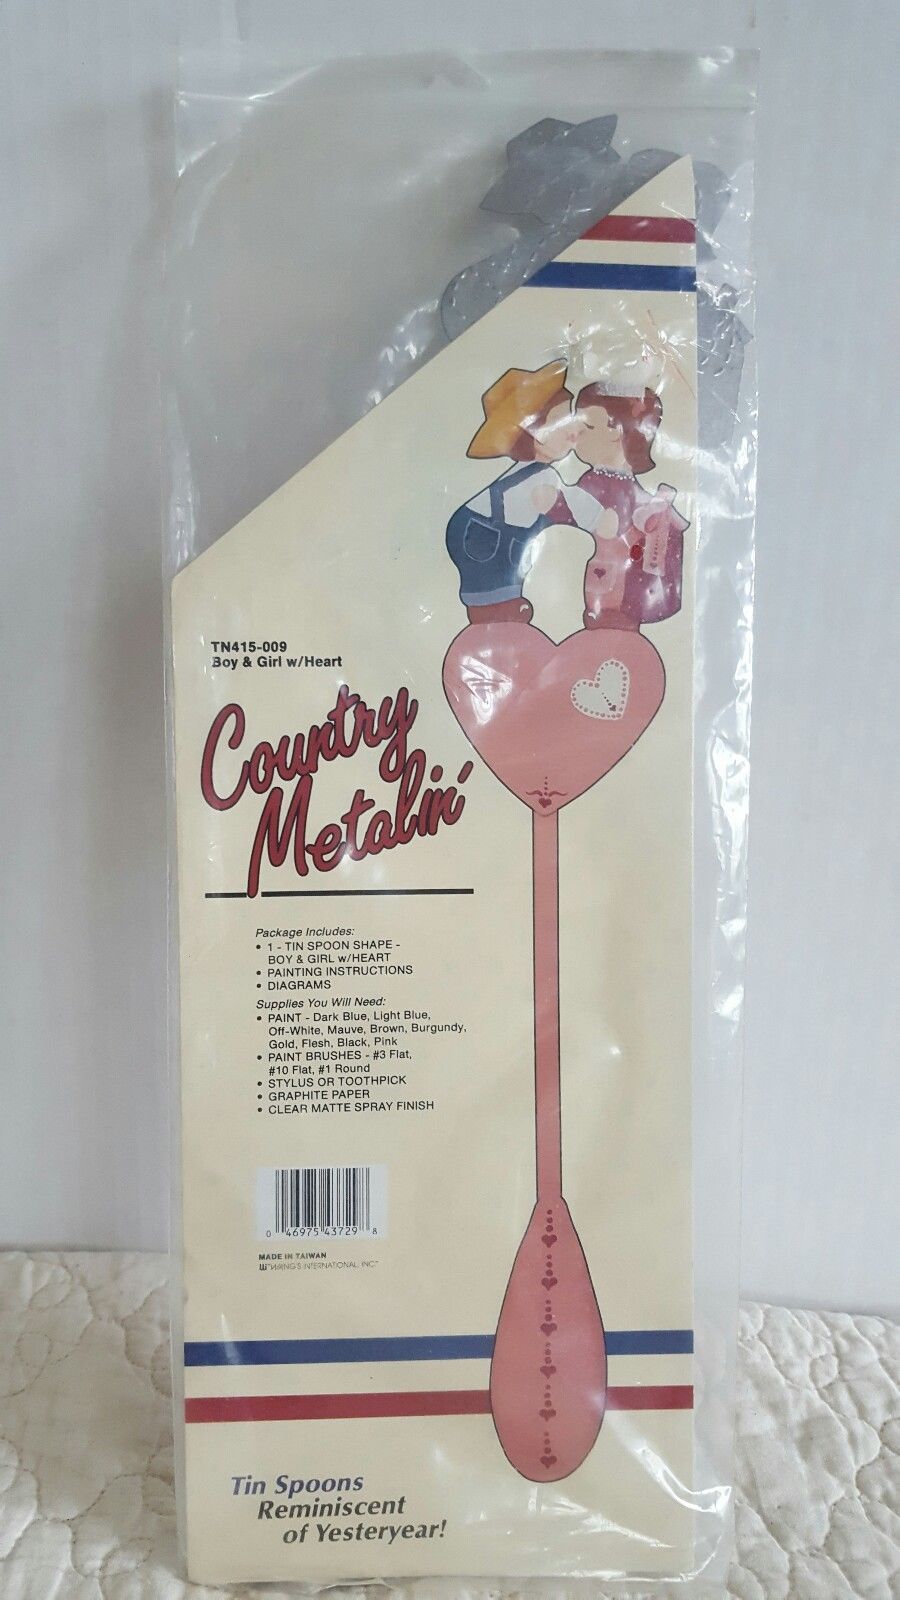 TN415-009
Boy & Girl w/Heart
Country
Metalin'
Package Includes:
• 1 - TIN SPOON SHAPE -
BOY & GIRL w/HEART
• PAINTING INSTRUCTIONS
• DIAGRAMS
Supplies You Will Need:
• PAINT - Dark Blue, Light Blue,
Off-White, Mauve, Brown, Burgundy,
Gold, Flesh, Black, Pink
• PAINT BRUSHES - #3 Flat,
#10 Flat, #1 Round
• STYLUS OR TOOTHPICK
• GRAPHITE PAPER
• CLEAR MATTE SPRAY FINISH
0 46975 43729 8
MADE IN TAIWAN
WANG'S INTERNATIONAL, INC.
Tin Spoons
Reminiscent
of Yesteryear!